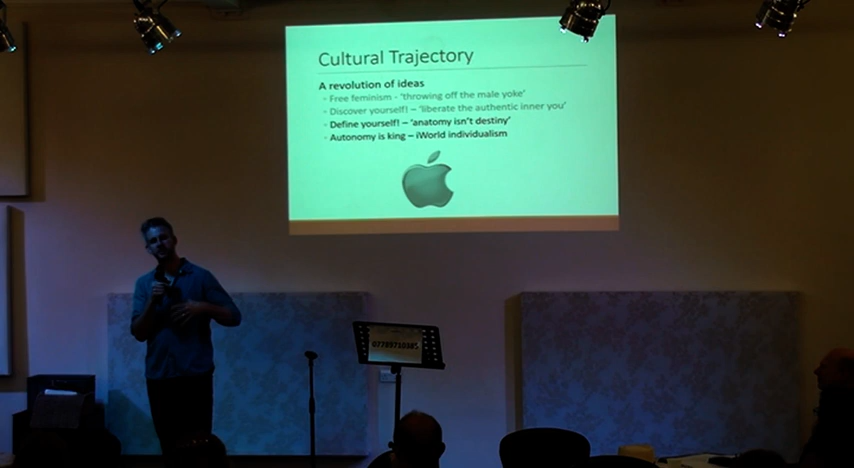 Cultural Trajectory
A revolution of ideas
- Free feminism - 'throwing off the male yoke'
- Discover yourself! – 'liberate the authentic inner you'
- Define yourself! – 'anatomy isn't destiny'
- Autonomy is king – iWorld individualism
07789710385